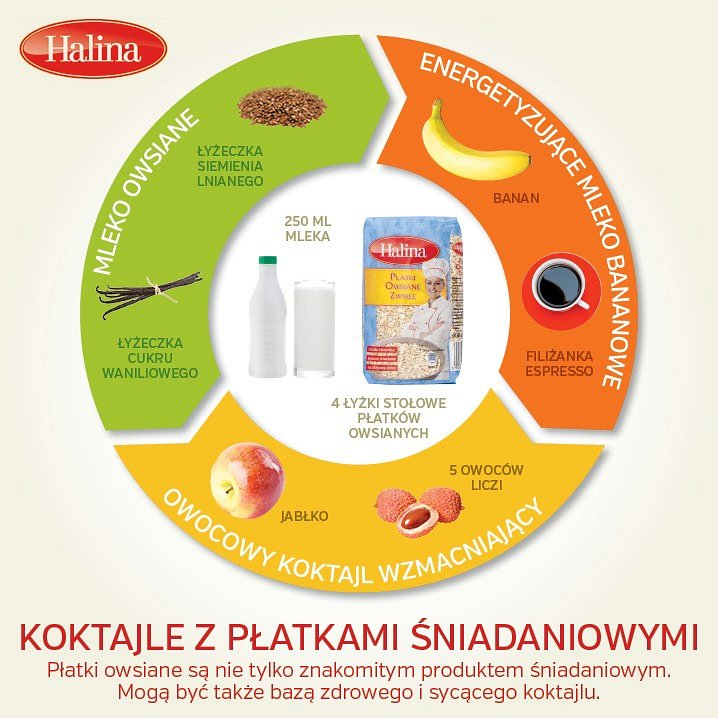 Halina
MLEKO OWSIANE
ŁYŻECZKA
SIEMIENIA
LNIANEGO
ŁYŻECZKA
CUKRU
WANILIOWEGO
ENERGETYZUJĄCE MLEKO BANANOWE
BANAN
FILIŻANKA
ESPRESSO
250 ML
MLEKA
Halina
PŁATKI
OWSIANE
ZWYKŁE
4 ŁYŻKI STOŁOWE
PŁATKÓW
OWSIANYCH
JABŁKO
5 OWOCÓW
LICZI
OWOCOWY KOKTAJL WZMACNIAJĄCY
KOKTAJLE Z PŁATKAMI ŚNIADANIOWYMI
Płatki owsiane są nie tylko znakomitym produktem śniadaniowym.
Mogą być także bazą zdrowego i sycącego koktajlu.